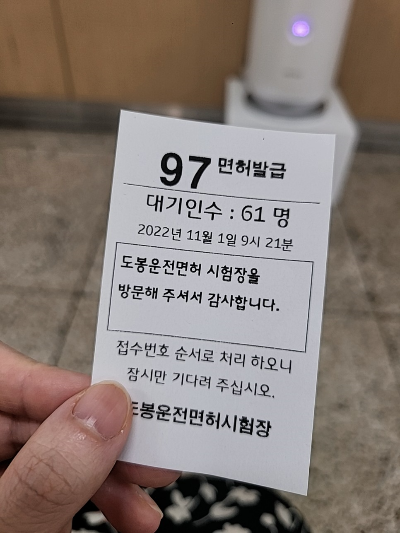 97 면허발급
대기인수 : 61 명
2022년 11월 1일 9시 21분
도봉운전면허 시험장을
방문해 주셔서 감사합니다.
접수번호 순서로 처리 하오니
잠시만 기다려 주십시오.
도봉운전면허시험장